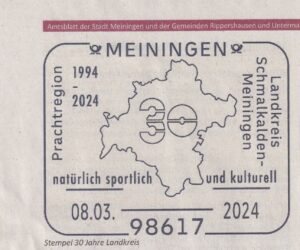 Amtsblatt der Stadt Meiningen und der Gemeinden Rippershausen und Unterma
MEININGEN
Prachtregion
1994
-
2024
30
Landkreis
Schmalkalden-
Meiningen
natürlich sportlich und kulturell
08.03. 2024
98617
Stempel 30 Jahre Landkreis